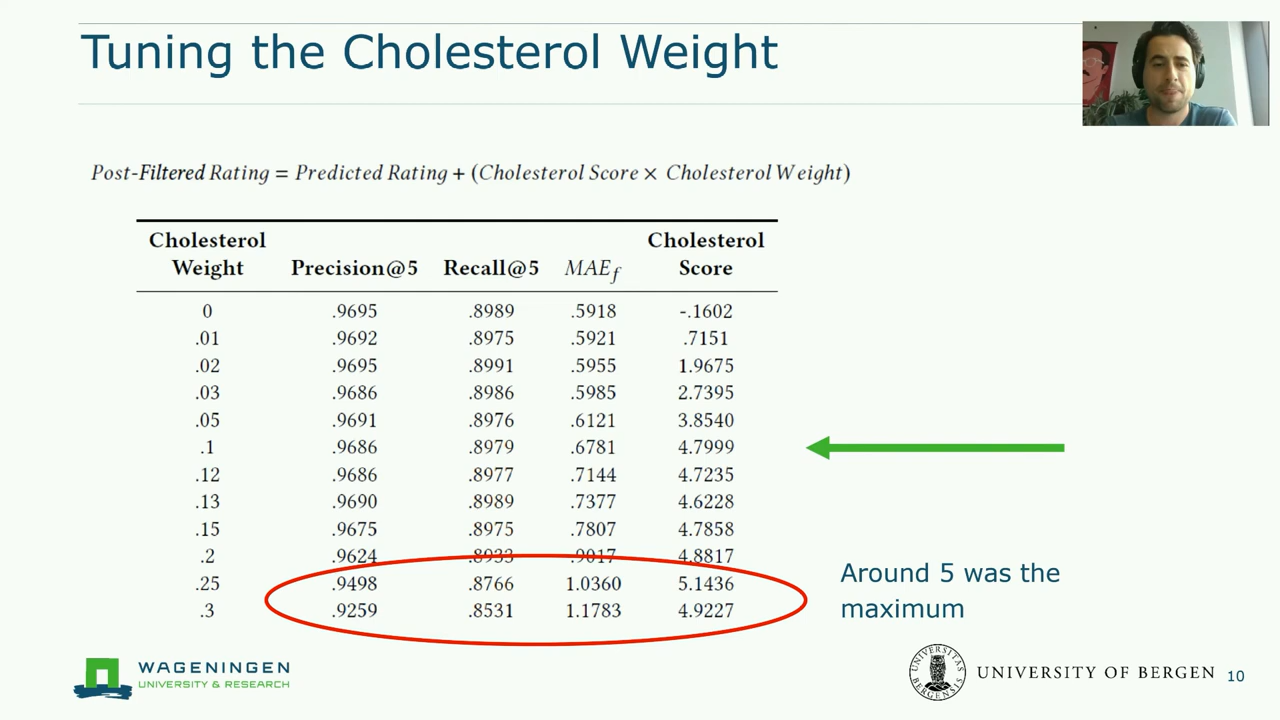 Tuning the Cholesterol Weight
Post-Filtered Rating = Predicted Rating + (Cholesterol Score × Cholesterol Weight)
Cholesterol Weight Precision@5 Recall@5 MAEf Cholesterol Score
0 .9695 .8989 .5918 -.1602
.01 .9692 .8975 .5921 .7151
.02 .9695 .8991 .5955 1.9675
.03 .9686 .8986 .5985 2.7395
.05 .9691 .8976 .6121 3.8540
.1 .9686 .8979 .6781 4.7999
.12 .9686 .8977 .7144 4.7235
.13 .9690 .8989 .7377 4.6228
.15 .9675 .8975 .7807 4.7858
.2 .9624 .8933 .9017 4.8817
.25 .9498 .8766 1.0360 5.1436
.3 .9259 .8531 1.1783 4.9227
Around 5 was the
maximum
WAGENINGEN
UNIVERSITY & RESEARCH
UNIVERSITY OF BERGEN
10